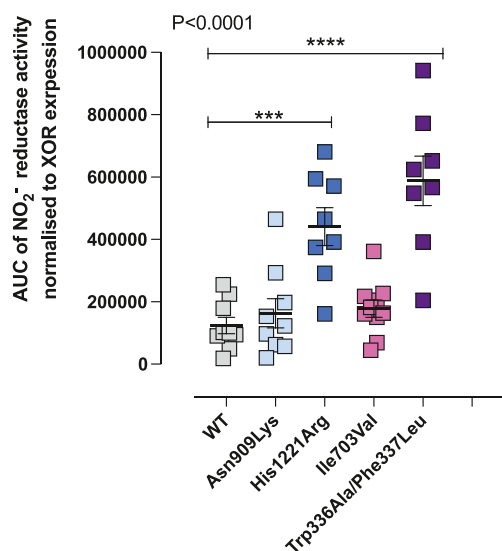 P<0.0001
****
***
AUC of NO₂⁻ reductase activity
normalised to XOR exrpession
1000000
800000
600000
400000
200000
0
WT
Asn909Lys
His1221Arg
Ile703Val
Trp336Ala/Phe337Leu